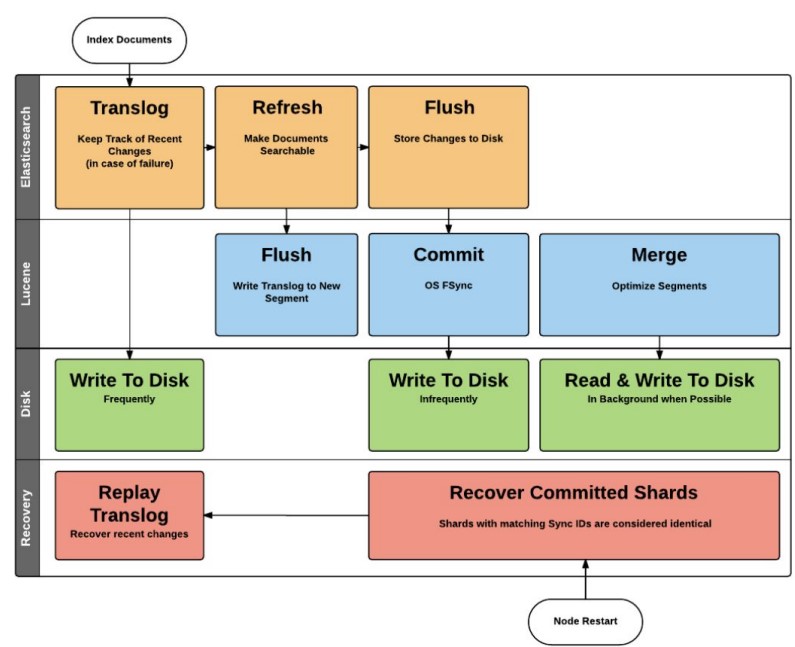 Index Documents
Elasticsearch
Translog
Keep Track of Recent
Changes
(in case of failure)
Refresh
Make Documents
Searchable
Flush
Store Changes to Disk
Lucene
Flush
Write Translog to New
Segment
Commit
OS FSync
Merge
Optimize Segments
Disk
Write To Disk
Frequently
Write To Disk
Infrequently
Read & Write To Disk
In Background when Possible
Recovery
Replay
Translog
Recover recent changes
Recover Committed Shards
Shards with matching Sync IDs are considered identical
Node Restart